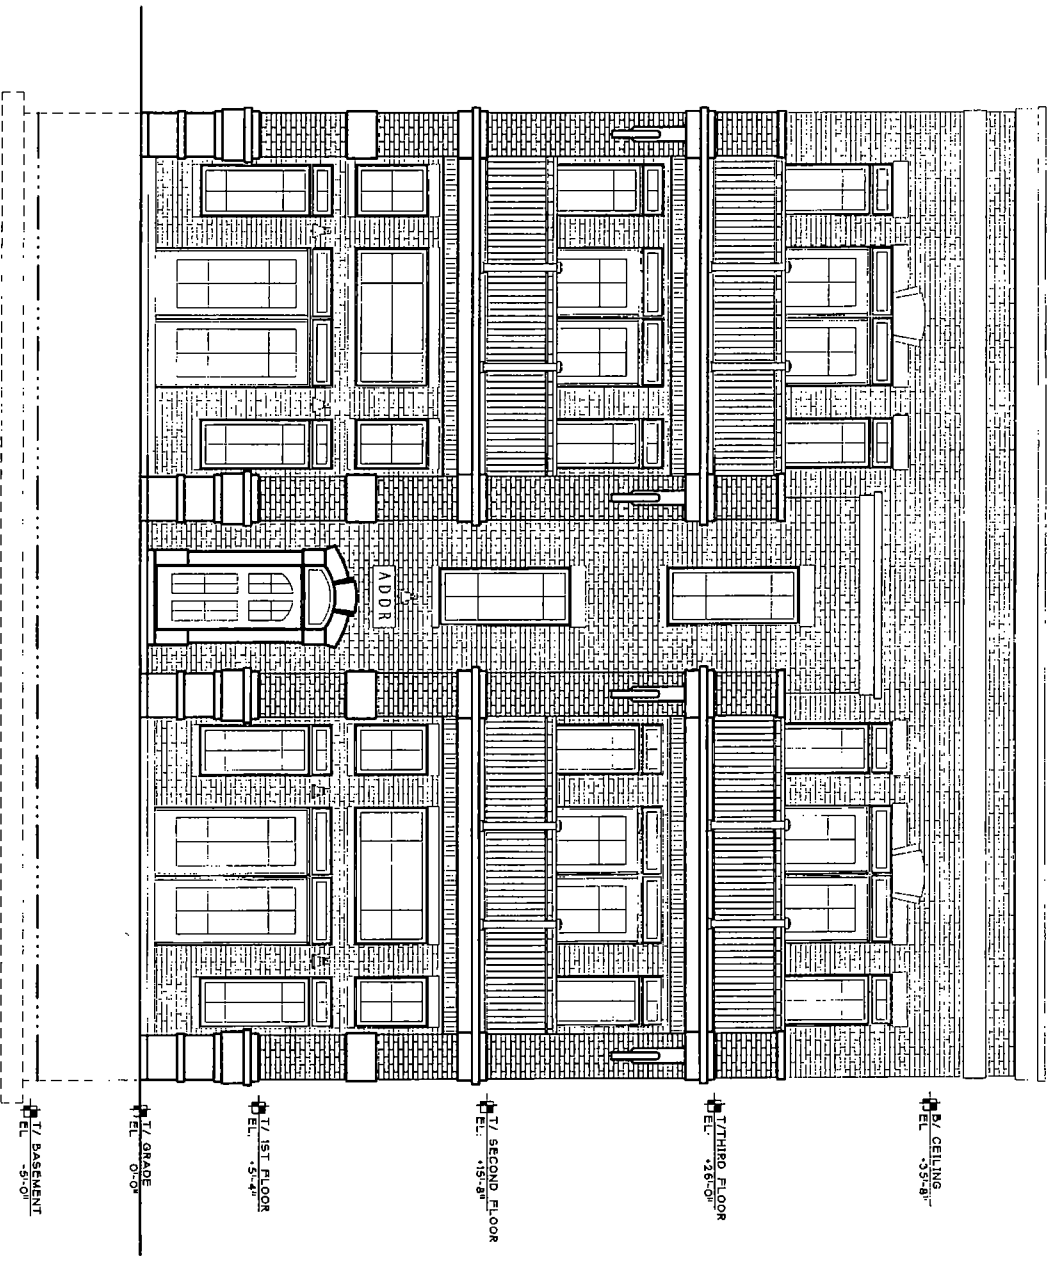 ADDR
B/ CEILING
EL +35'-8"
T/THIRD FLOOR
EL. +26'-0"
T/ SECOND FLOOR
EL. +15'-8"
T/ 1ST FLOOR
EL. +5'-4"
T/ GRADE
EL 0'-0"
T/ BASEMENT
EL -5'-0"